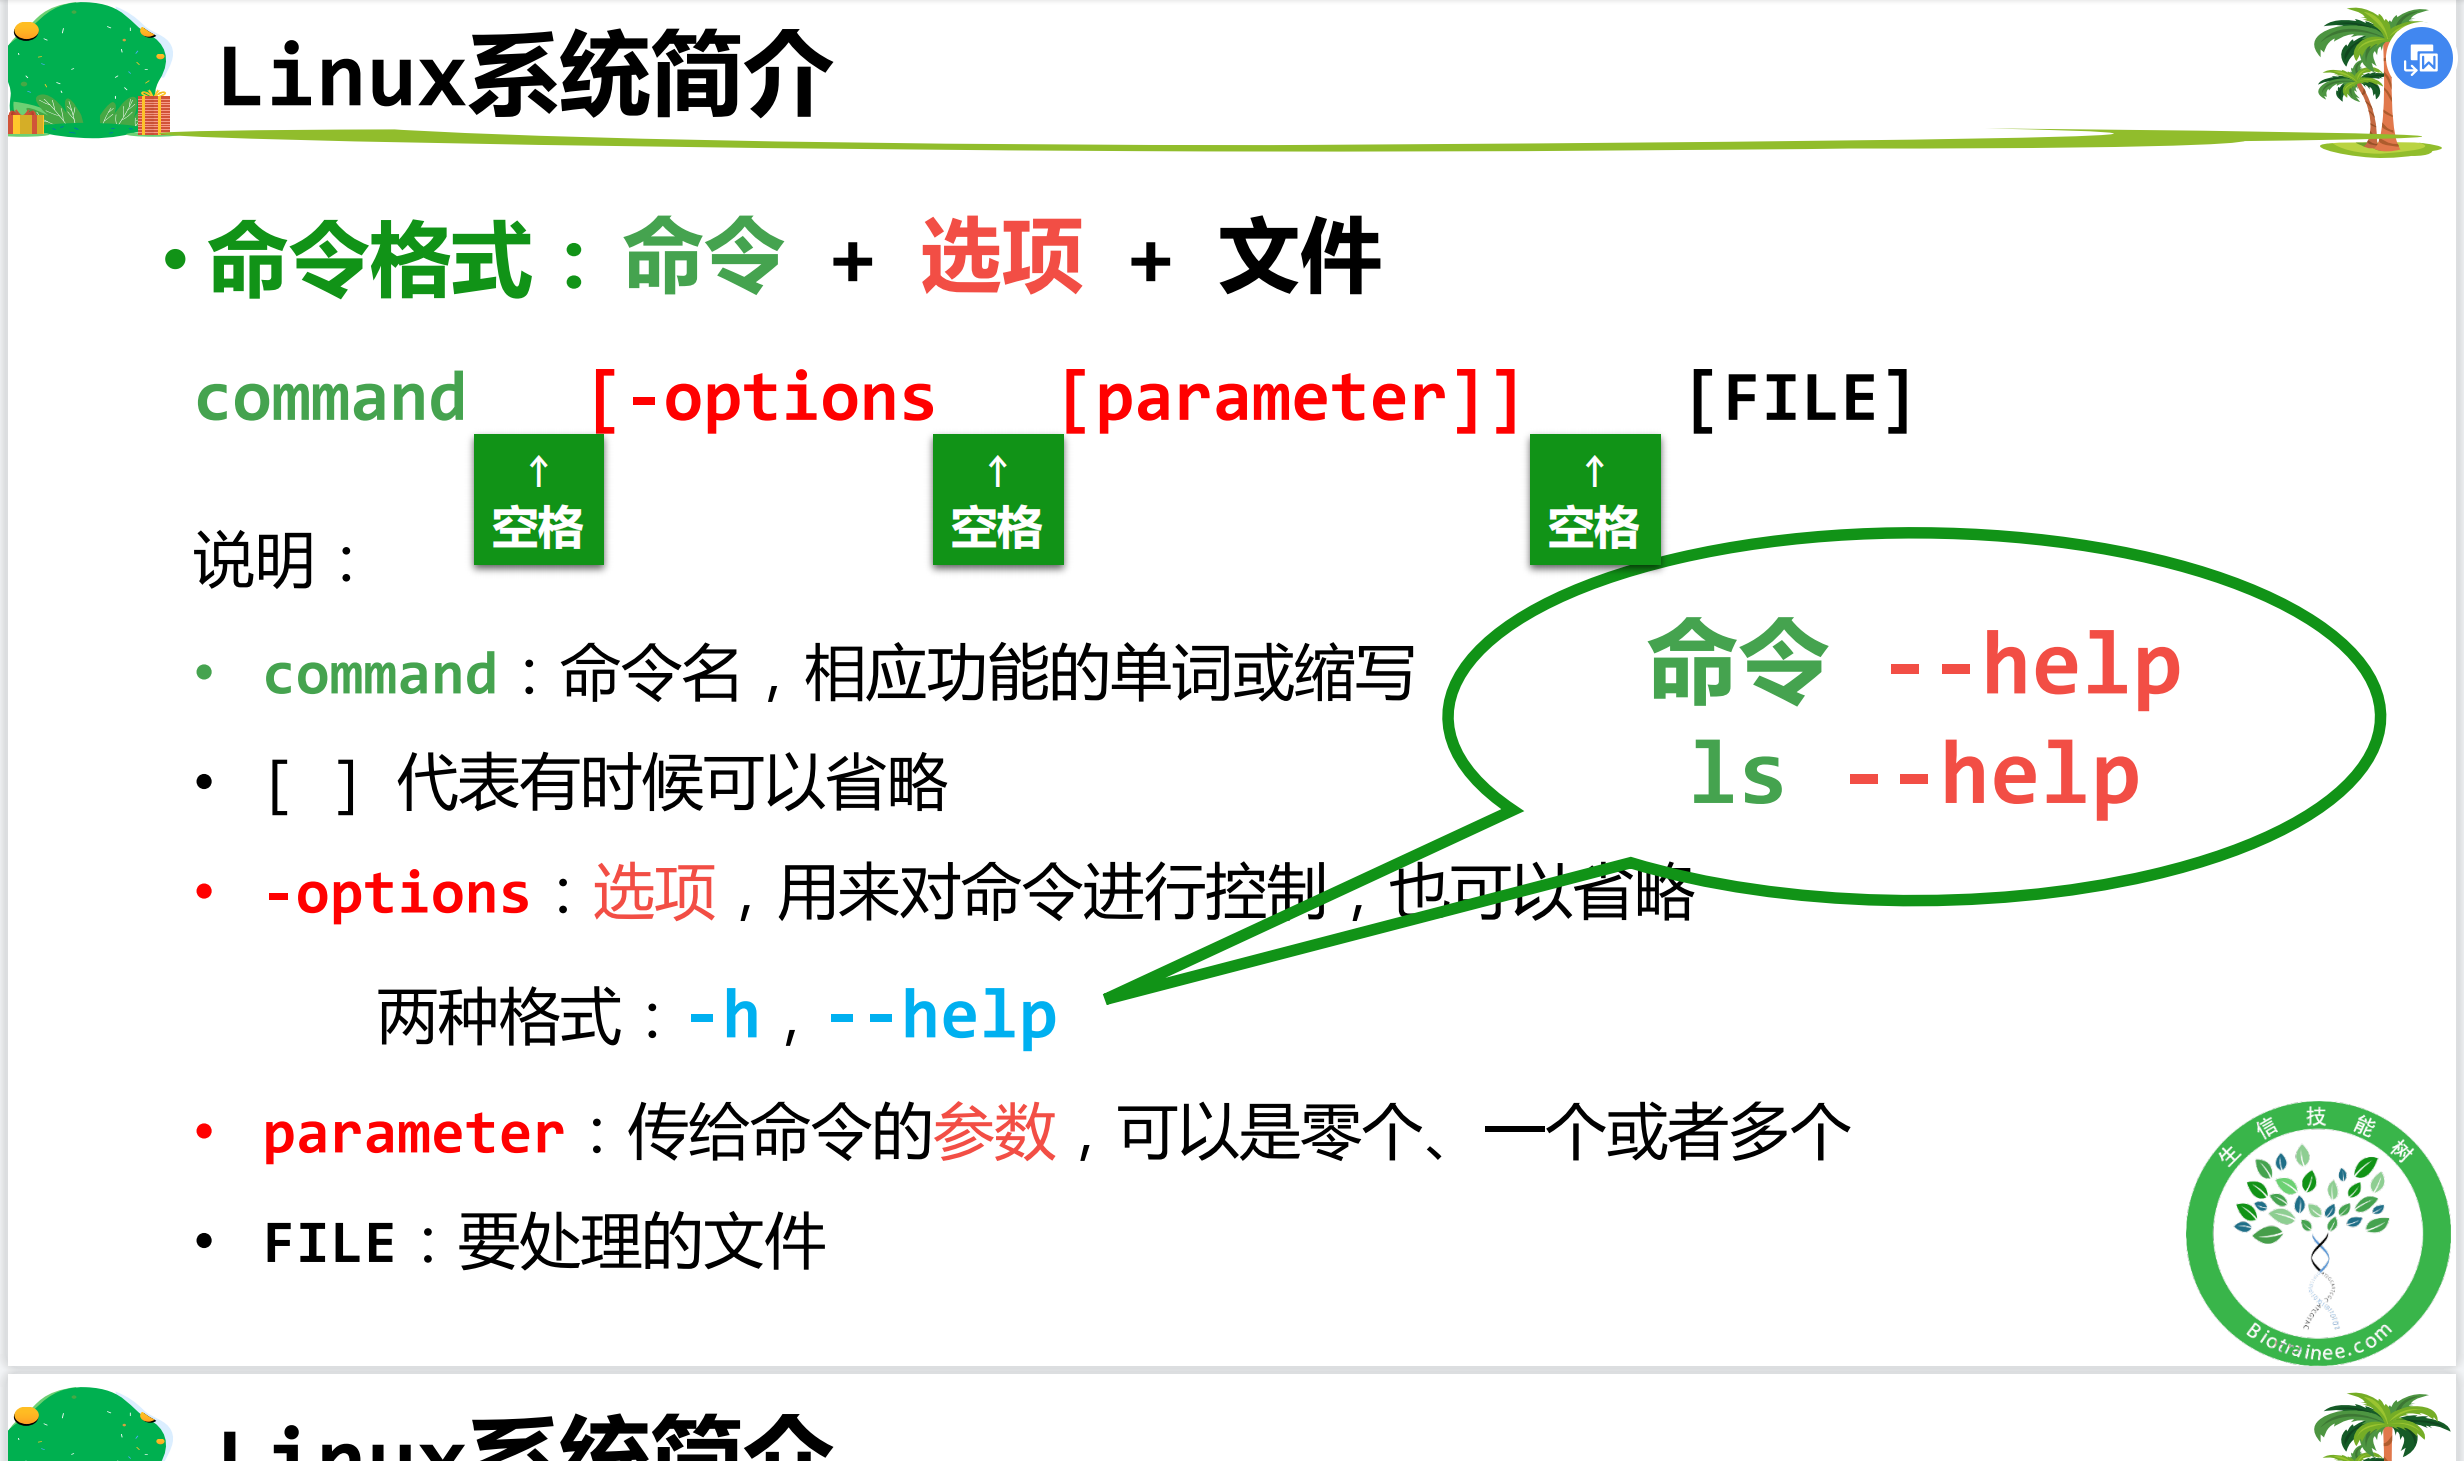 Linux系统简介
• 命令格式：命令 + 选项 + 文件
command [-options [parameter]] [FILE]
↑ ↑ ↑
空格 空格 空格
说明：
• command：命令名，相应功能的单词或缩写
• [ ] 代表有时候可以省略
• -options：选项，用来对命令进行控制，也可以省略
两种格式：-h，--help
命令 --help
ls --help
• parameter：传给命令的参数，可以是零个、一个或者多个
• FILE：要处理的文件
生信技能树
Biotrainee.com
Linux系统简介